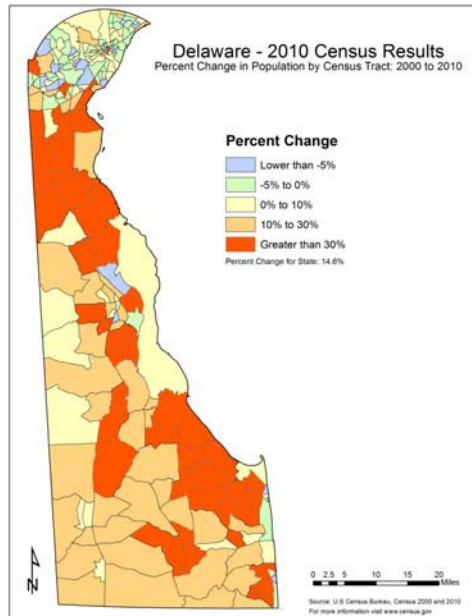 Delaware - 2010 Census Results
Percent Change in Population by Census Tract: 2000 to 2010
Percent Change
Lower than -5%
-5% to 0%
0% to 10%
10% to 30%
Greater than 30%
Percent Change for State: 14.6%
N
0 2.5 5 10 15 20
Miles
Source: U.S Census Bureau, Census 2000 and 2010
For more information visit www.census.gov